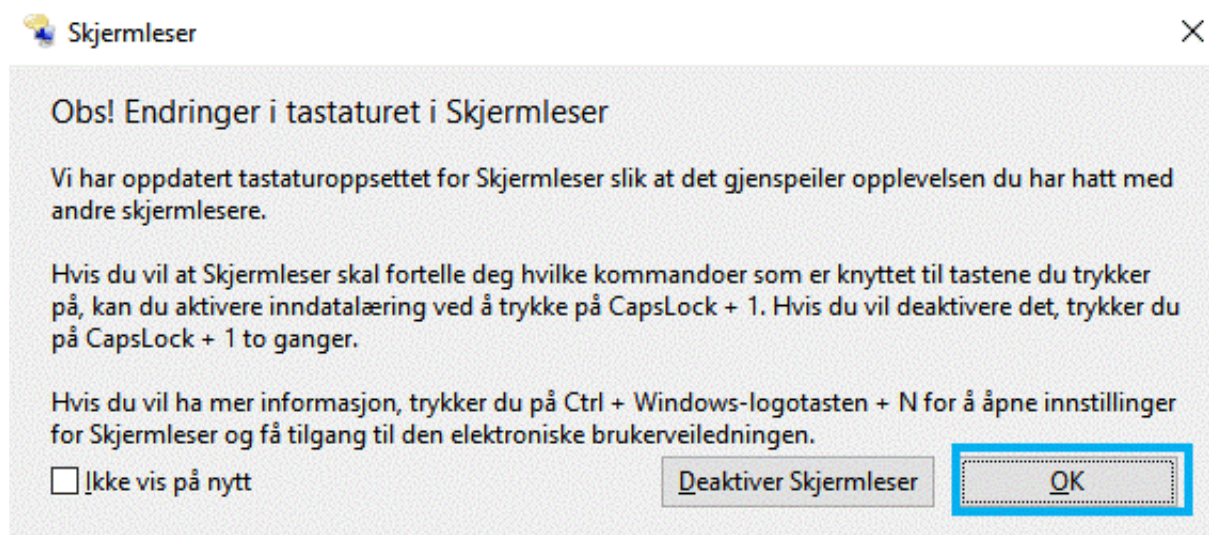 Skjermleser
Obs! Endringer i tastaturet i Skjermleser
Vi har oppdatert tastaturoppsettet for Skjermleser slik at det gjenspeiler opplevelsen du har hatt med
andre skjermlesere.
Hvis du vil at Skjermleser skal fortelle deg hvilke kommandoer som er knyttet til tastene du trykker
på, kan du aktivere inndatalæring ved å trykke på CapsLock + 1. Hvis du vil deaktivere det, trykker du
på CapsLock + 1 to ganger.
Hvis du vil ha mer informasjon, trykker du på Ctrl + Windows-logotasten + N for å åpne innstillinger
for Skjermleser og få tilgang til den elektroniske brukerveiledningen.
Ikke vis på nytt
Deaktiver Skjermleser
OK